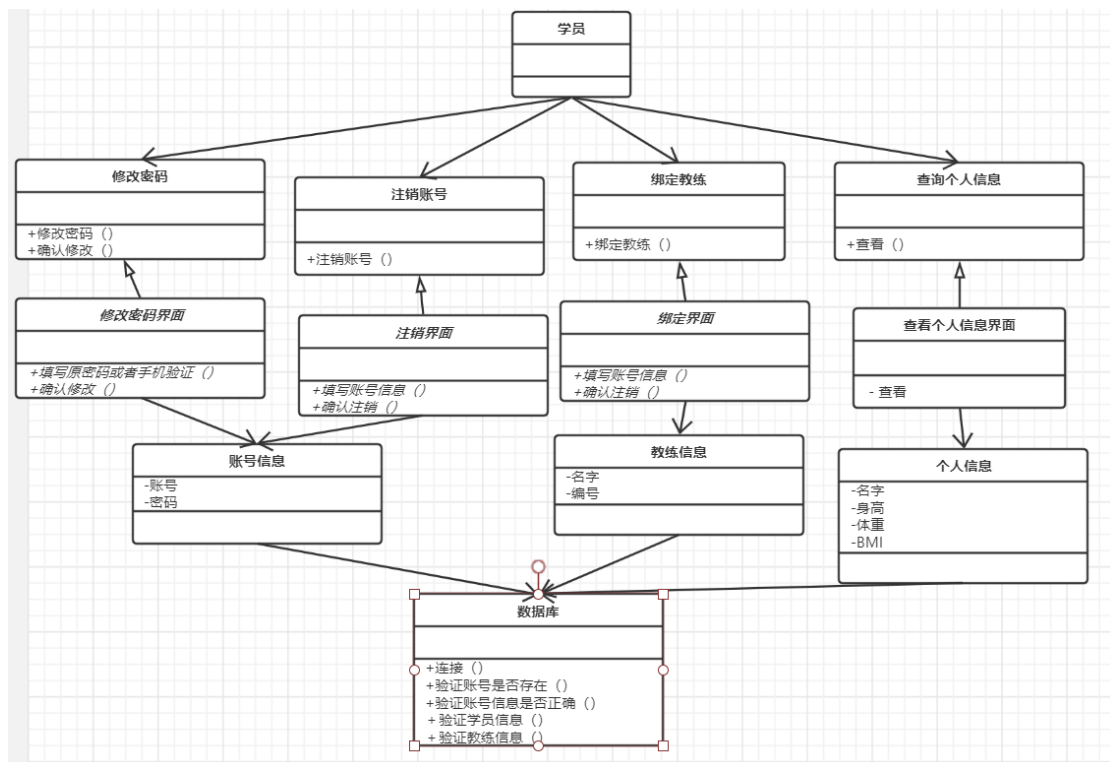 学员
修改密码
+修改密码（）
+确认修改（）
注销账号
+注销账号（）
绑定教练
+绑定教练（）
查询个人信息
+查看（）
修改密码界面
+填写原密码或者手机验证（）
+确认修改（）
注销界面
+填写账号信息（）
+确认注销（）
绑定界面
+填写账号信息（）
+确认注销（）
查看个人信息界面
- 查看
账号信息
-账号
-密码
教练信息
-名字
-编号
个人信息
-名字
-身高
-体重
-BMI
数据库
+连接（）
+验证账号是否存在（）
+验证账号信息是否正确（）
+验证学员信息（）
+验证教练信息（）